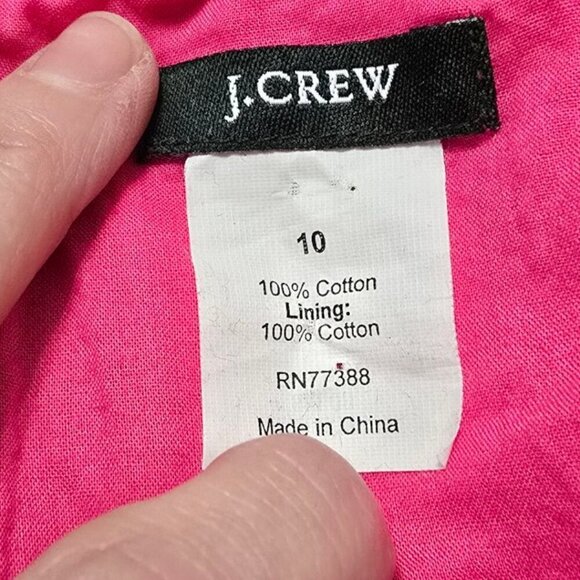 J.CREW
10
100% Cotton
Lining:
100% Cotton
RN77388
Made in China